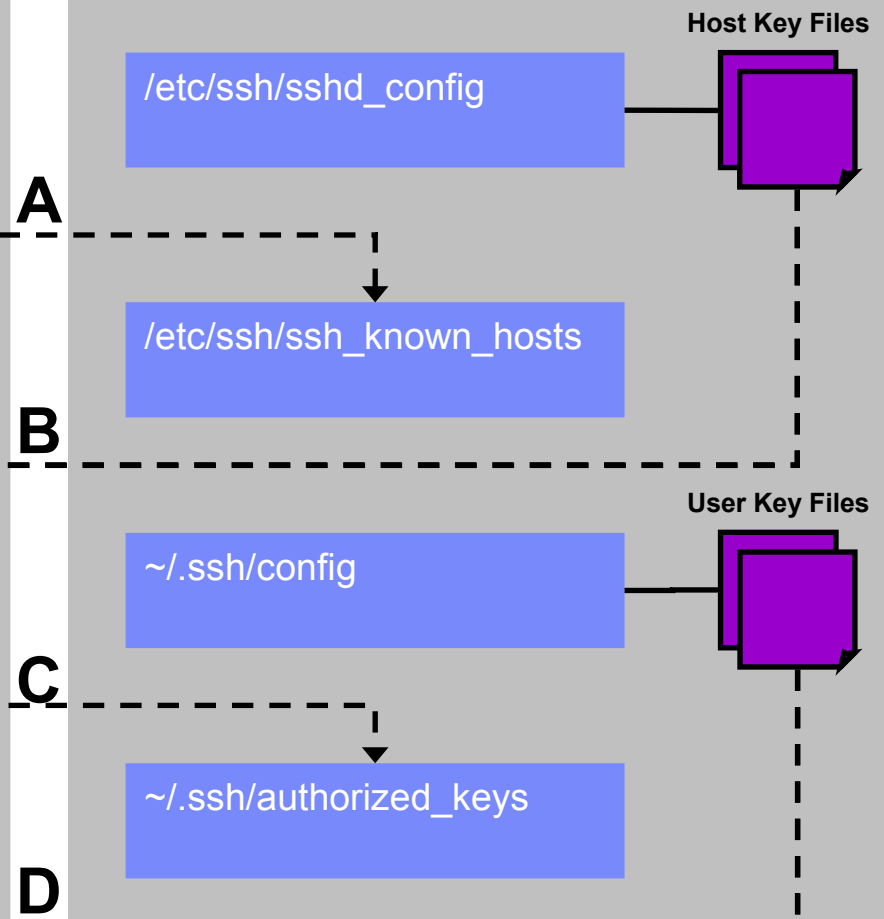 Host Key Files
/etc/ssh/sshd_config
A
/etc/ssh/ssh_known_hosts
B
User Key Files
~/.ssh/config
C
~/.ssh/authorized_keys
D